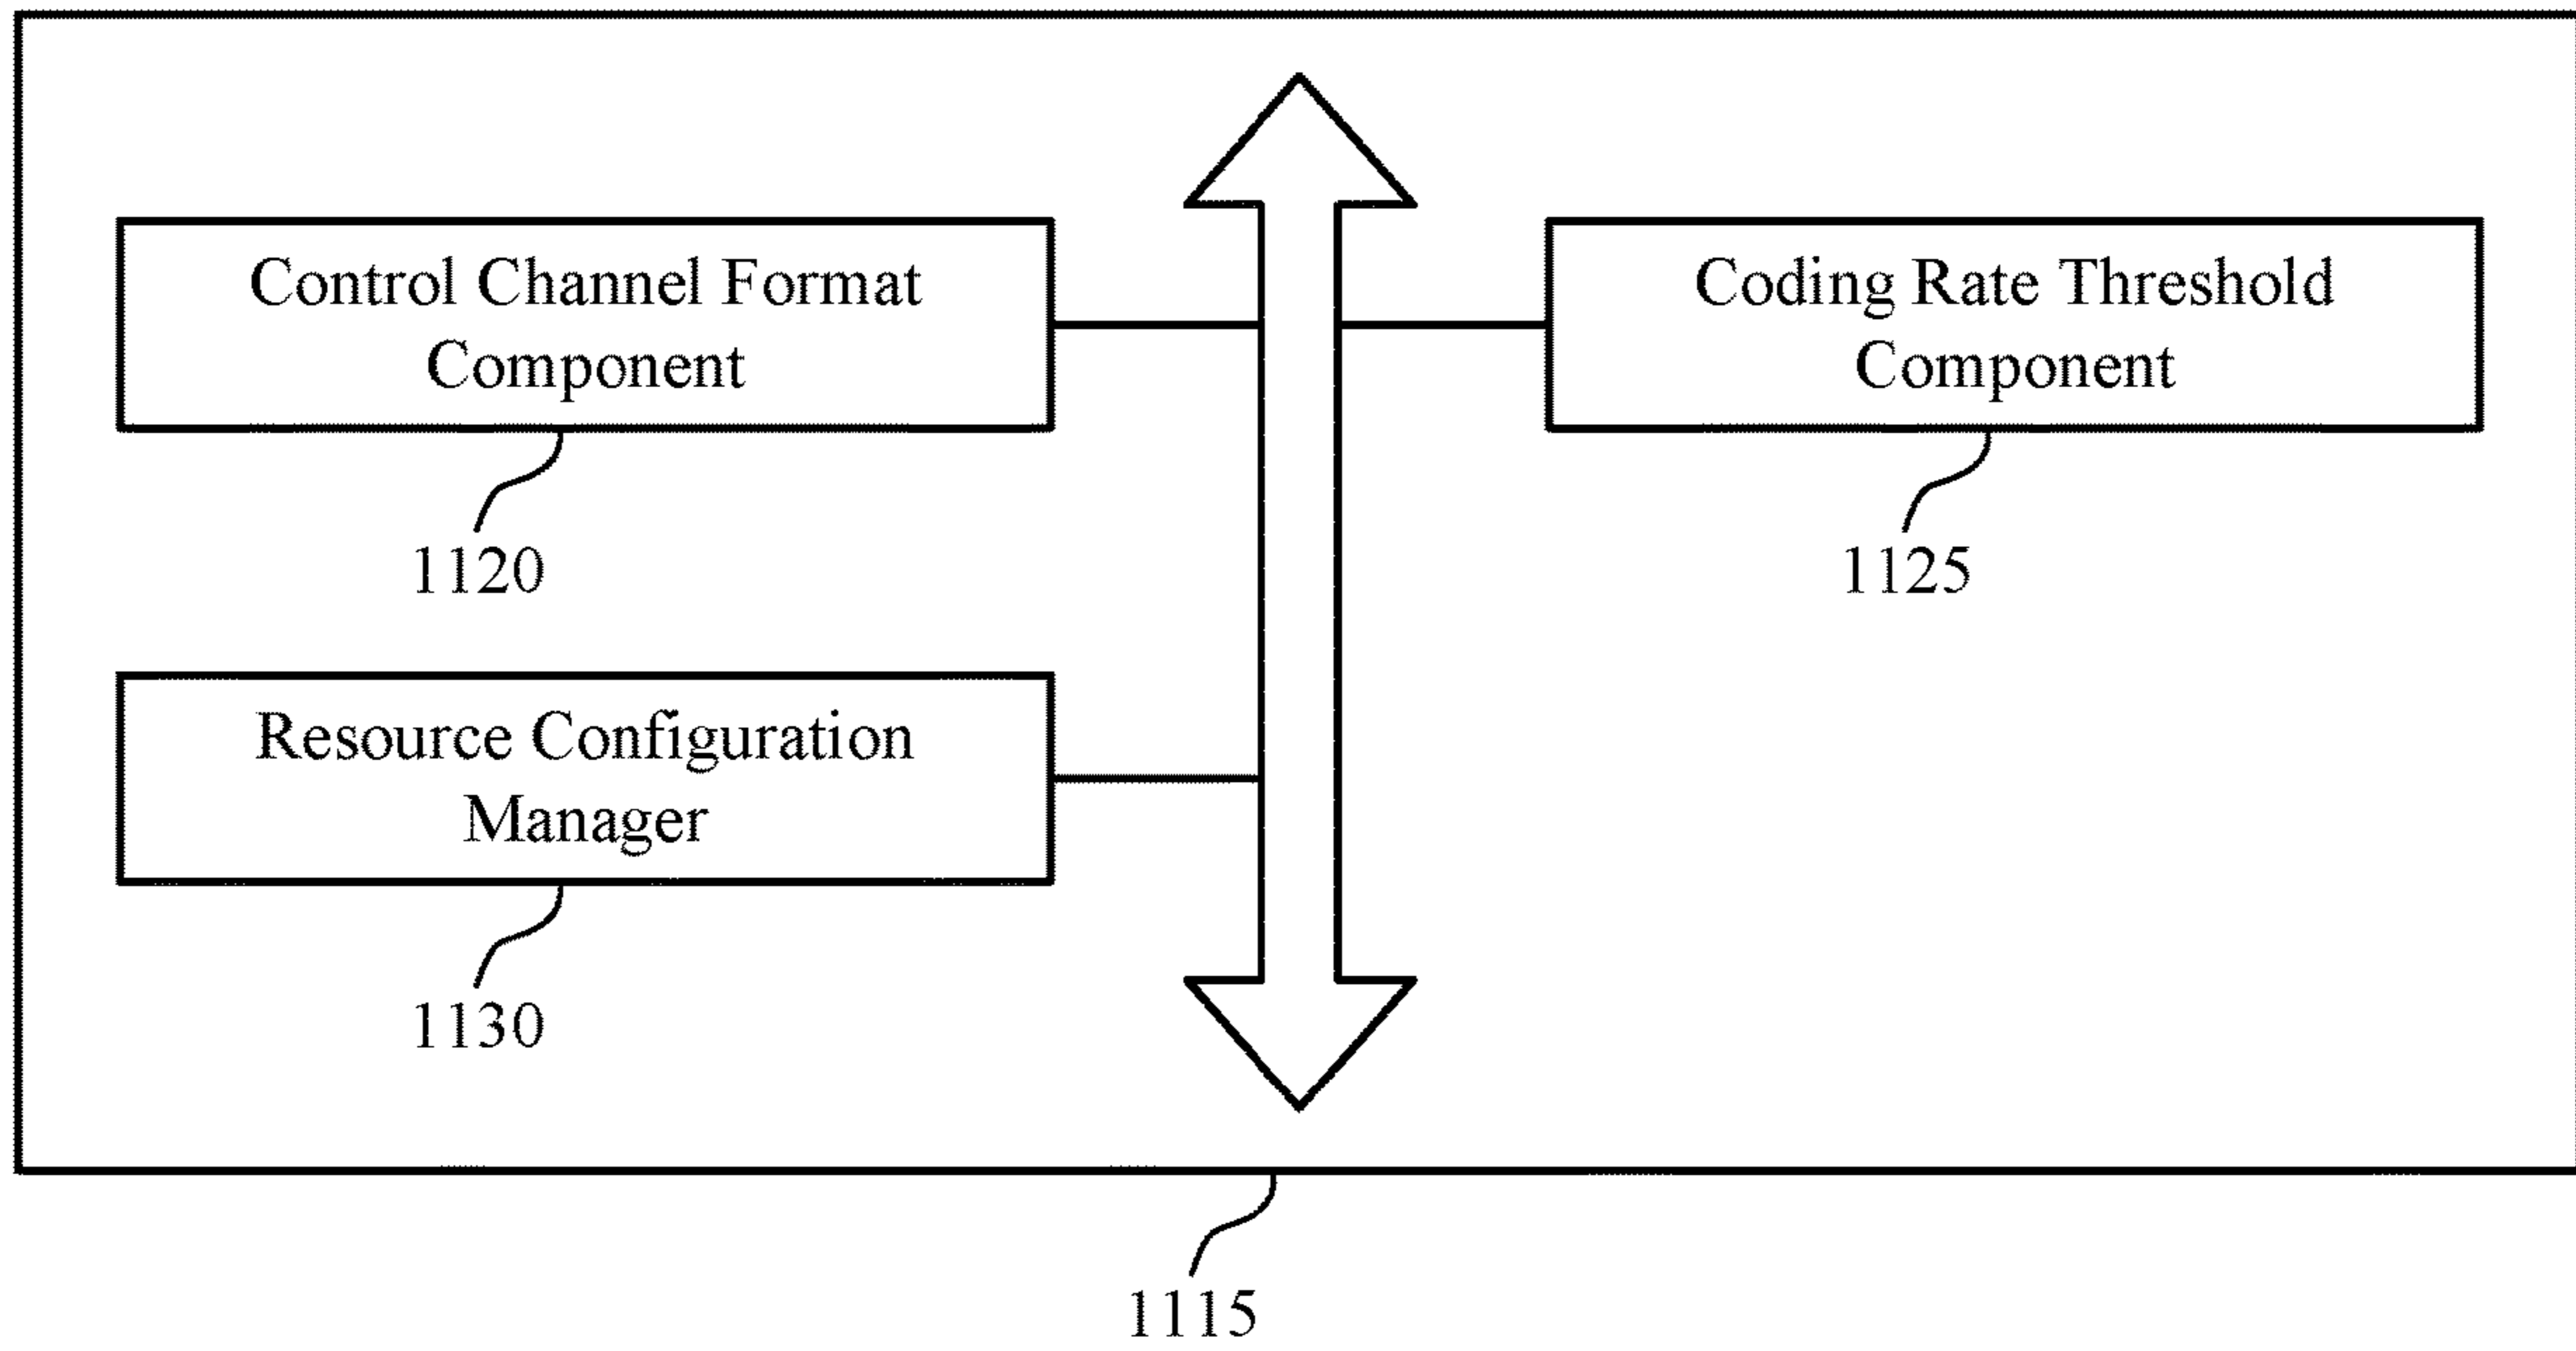 Control Channel Format
Component
1120
Coding Rate Threshold
Component
1125
Resource Configuration
Manager
1130
1115